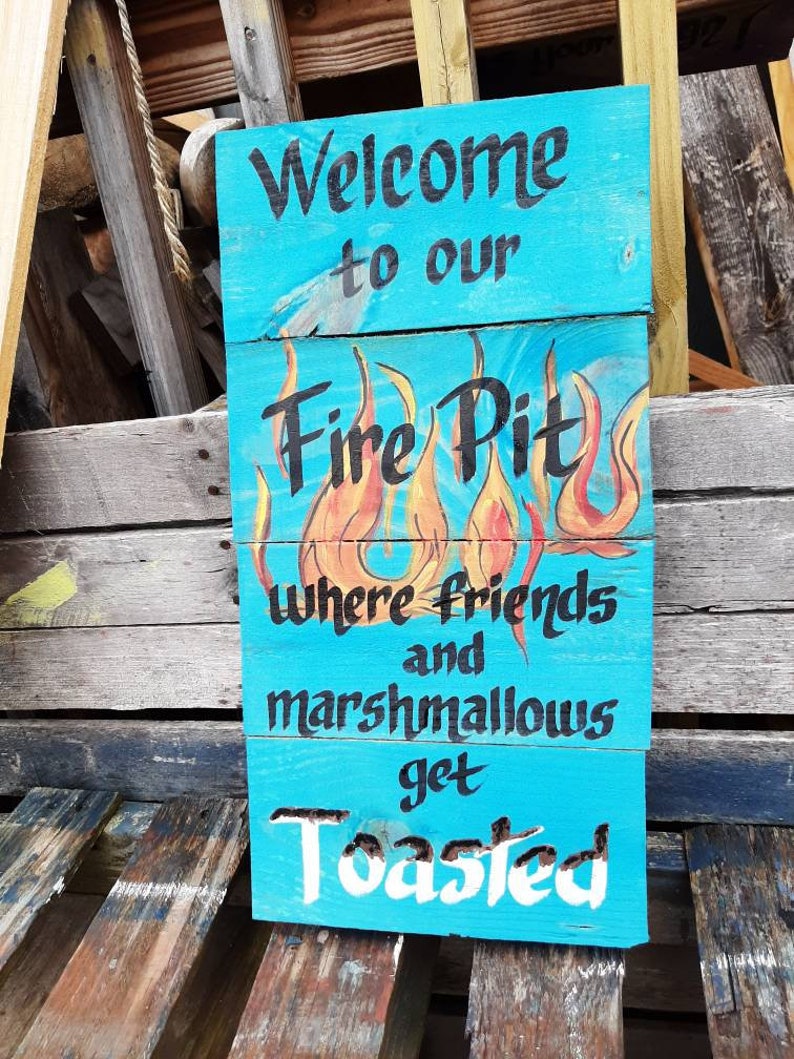 Welcome
to our
Fire Pit
where friends
and
marshmallows
get
Toasted